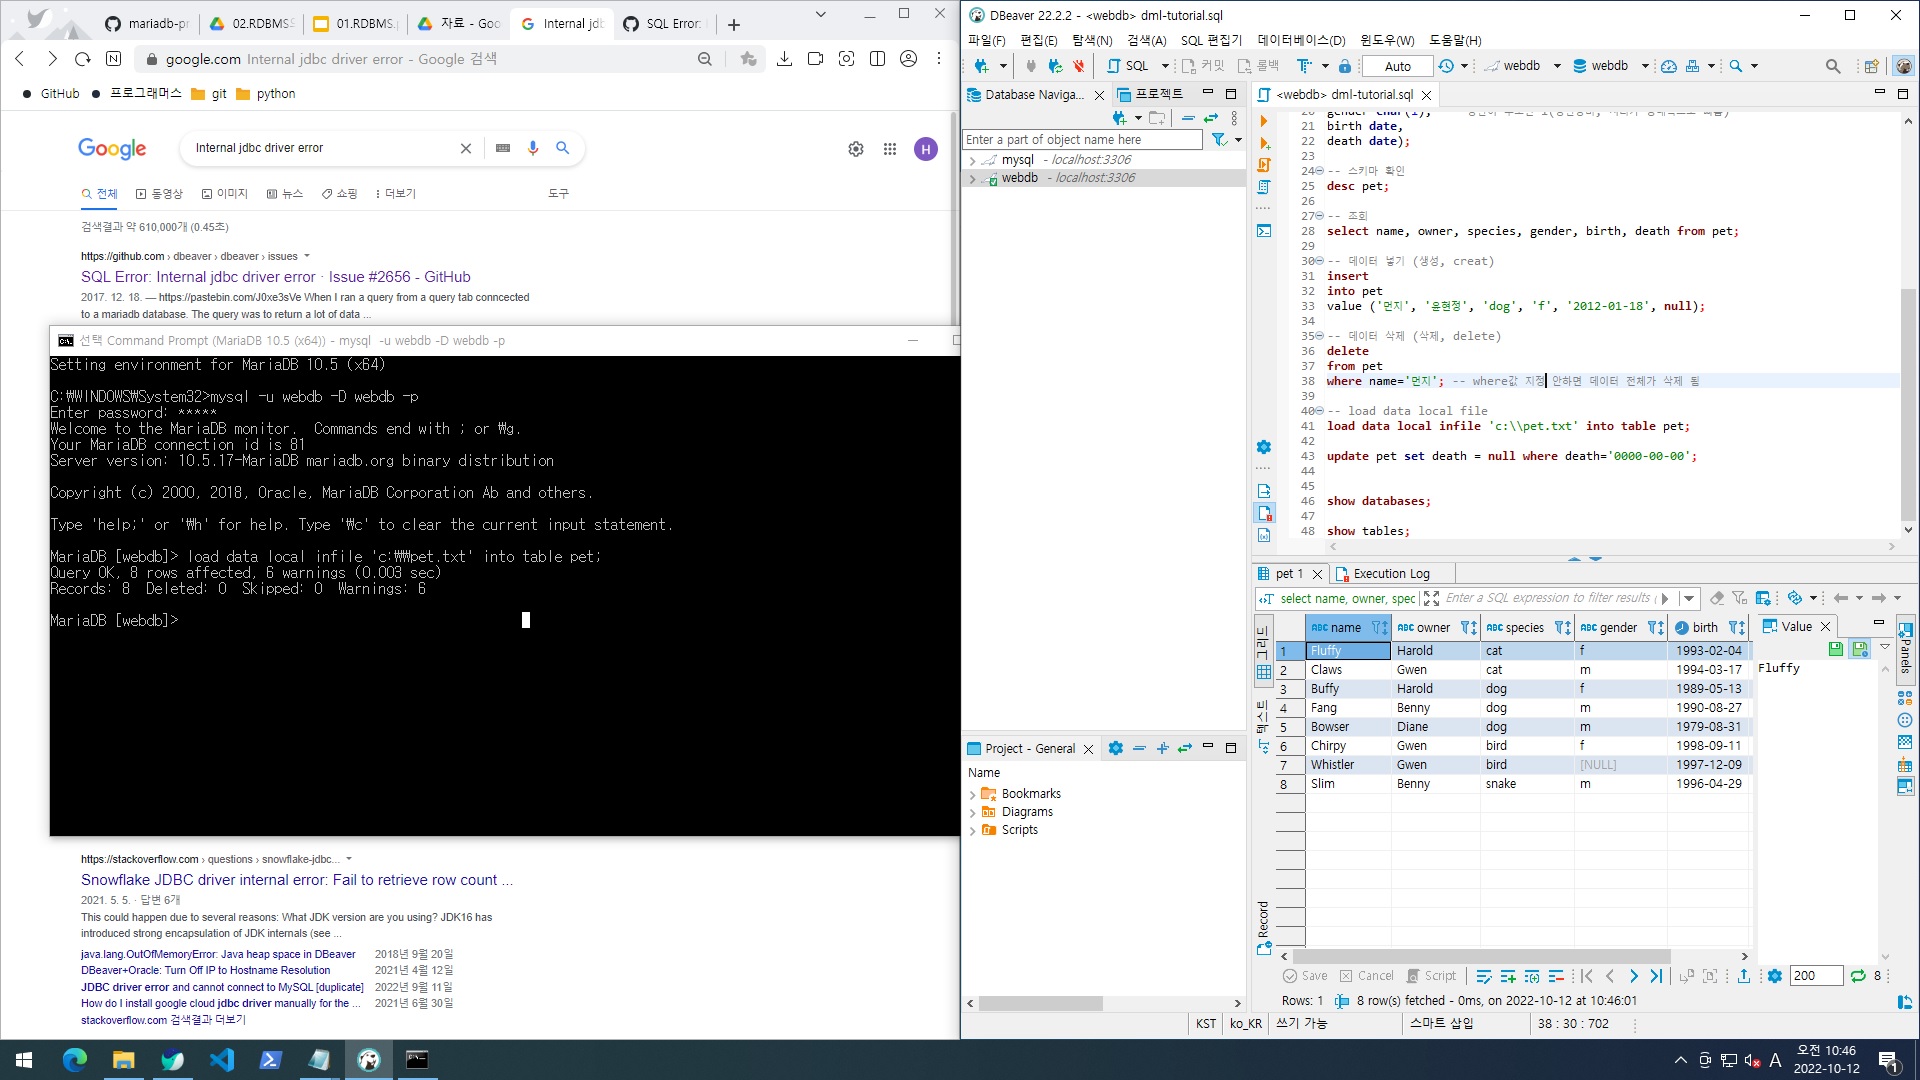 mariadb-pr
02.RDBMS
01.RDBMS.
자료 - Goo
Internal jdb
SQL Error:
google.com Internal jdbc driver error - Google 검색
GitHub
프로그래머스
git
python
Google
Internal jdbc driver error
H
전체
동영상
이미지
뉴스
쇼핑
더보기
도구
검색결과 약 610,000개 (0.45초)
https://github.com › dbeaver › dbeaver › issues
SQL Error: Internal jdbc driver error · Issue #2656 - GitHub
2017. 12. 18. — https://pastebin.com/J0xe3sVe When I ran a query from a query tab conncected
to a mariadb database. The query was to return a lot of data ...
선택 Command Prompt (MariaDB 10.5 (x64)) - mysql -u webdb -D webdb -p
Setting environment for MariaDB 10.5 (x64)
C:₩WINDOWS₩System32>mysql -u webdb -D webdb -p
Enter password: *****
Welcome to the MariaDB monitor.  Commands end with ; or ₩g.
Your MariaDB connection id is 81
Server version: 10.5.17-MariaDB mariadb.org binary distribution
Copyright (c) 2000, 2018, Oracle, MariaDB Corporation Ab and others.
Type 'help;' or '₩h' for help. Type '₩c' to clear the current input statement.
MariaDB [webdb]> load data local infile 'c:₩₩pet.txt' into table pet;
Query OK, 8 rows affected, 6 warnings (0.003 sec)
Records: 8  Deleted: 0  Skipped: 0  Warnings: 6
MariaDB [webdb]>
https://stackoverflow.com › questions › snowflake-jdbc...
Snowflake JDBC driver internal error: Fail to retrieve row count ...
2021. 5. 5. · 답변 6개
This could happen due to several reasons: What JDK version are you using? JDK16 has
introduced strong encapsulation of JDK internals (see ...
java.lang.OutOfMemoryError: Java heap space in DBeaver 2018년 9월 20일
DBeaver+Oracle: Turn Off IP to Hostname Resolution 2021년 4월 12일
JDBC driver error and cannot connect to MySQL [duplicate] 2022년 9월 11일
How do I install google cloud jdbc driver manually for the ... 2021년 6월 30일
stackoverflow.com 검색결과 더보기
DBeaver 22.2.2 - <webdb> dml-tutorial.sql
파일(F) 편집(E) 탐색(N) 검색(A) SQL 편집기 데이터베이스(D) 윈도우(W) 도움말(H)
SQL 커밋 롤백 Auto webdb webdb
Database Naviga...
프로젝트
Enter a part of object name here
mysql - localhost:3306
webdb - localhost:3306
Project - General
Name
Bookmarks
Diagrams
Scripts
<webdb> dml-tutorial.sql
21 birth date,
22 death date);
23
24 -- 스키마 확인
25 desc pet;
26
27 -- 조회
28 select name, owner, species, gender, birth, death from pet;
29
30 -- 데이터 넣기 (생성, creat)
31 insert
32 into pet
33 value ('먼지', '윤현정', 'dog', 'f', '2012-01-18', null);
34
35 -- 데이터 삭제 (삭제, delete)
36 delete
37 from pet
38 where name='먼지'; -- where값 지정 안하면 데이터 전체가 삭제 됨
39
40 -- load data local file
41 load data local infile 'c:\\pet.txt' into table pet;
42
43 update pet set death = null where death='0000-00-00';
44
45
46 show databases;
47
48 show tables;
pet 1
Execution Log
select name, owner, spec
Enter a SQL expression to filter results (
그리드
텍스트
Record
name owner species gender birth
1 Fluffy Harold cat f 1993-02-04
2 Claws Gwen cat m 1994-03-17
3 Buffy Harold dog f 1989-05-13
4 Fang Benny dog m 1990-08-27
5 Bowser Diane dog m 1979-08-31
6 Chirpy Gwen bird f 1998-09-11
7 Whistler Gwen bird [NULL] 1997-12-09
8 Slim Benny snake m 1996-04-29
Value
Fluffy
Panels
Save Cancel Script 200 8
Rows: 1
8 row(s) fetched - 0ms, on 2022-10-12 at 10:46:01
KST ko_KR 쓰기 가능 스마트 삽입 38 : 30 : 702
A
오전 10:46
2022-10-12
1